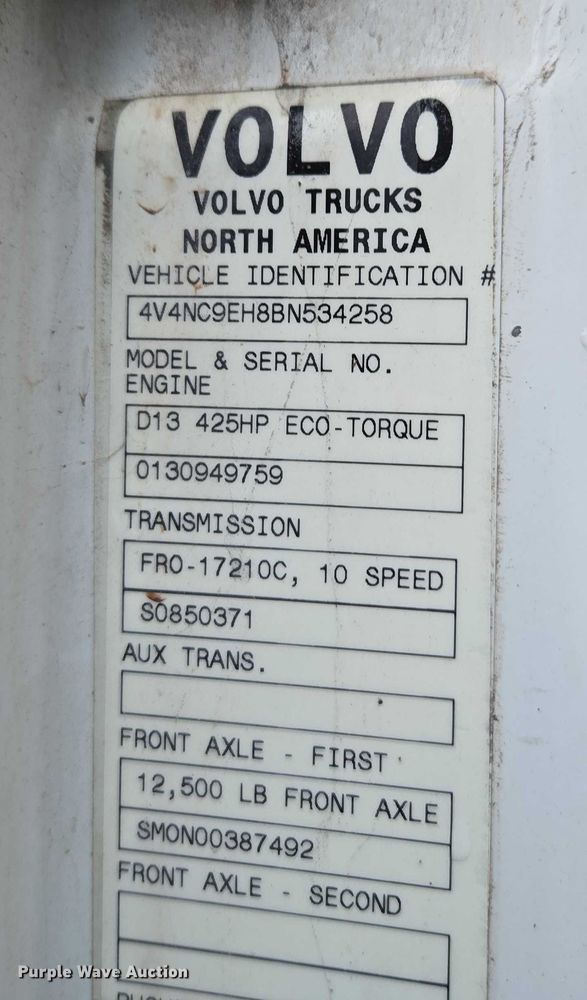 VOLVO
VOLVO TRUCKS
NORTH AMERICA
VEHICLE IDENTIFICATION #
4V4NC9EH8BN534258
MODEL & SERIAL NO.
ENGINE
D13 425HP ECO-TORQUE
0130949759
TRANSMISSION
FRO-17210C, 10 SPEED
S0850371
AUX TRANS.
FRONT AXLE - FIRST
12,500 LB FRONT AXLE
SMON00387492
FRONT AXLE - SECOND
Purple Wave Auction